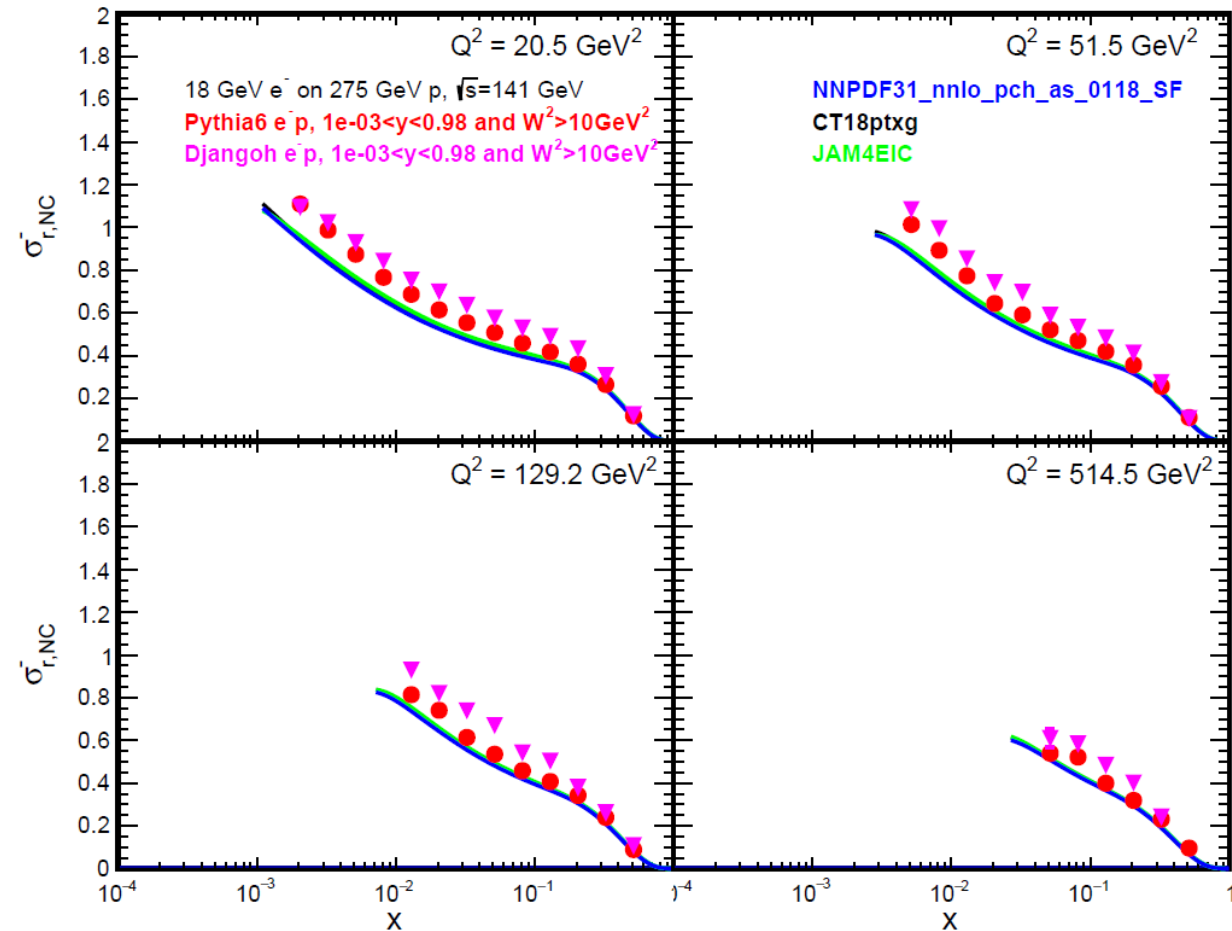 Q² = 20.5 GeV²
18 GeV e⁻ on 275 GeV p, √s=141 GeV
Pythia6 e⁻p, 1e-03<y<0.98 and W²>10GeV²
Djangoh e⁻p, 1e-03<y<0.98 and W²>10GeV²
2
1.8
1.6
1.4
1.2
1
0.8
0.6
0.4
0.2
σ⁻r,NC
Q² = 51.5 GeV²
NNPDF31_nnlo_pch_as_0118_SF
CT18ptxg
JAM4EIC
Q² = 129.2 GeV²
2
1.8
1.6
1.4
1.2
1
0.8
0.6
0.4
0.2
0
σ⁻r,NC
10⁻⁴ 10⁻³ 10⁻² 10⁻¹
x
Q² = 514.5 GeV²
10⁻³ 10⁻² 10⁻¹ 1
x